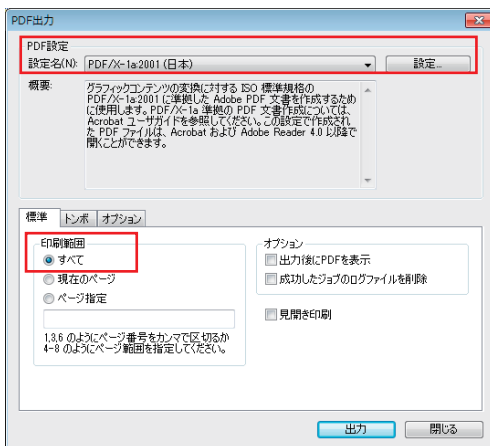 PDF出力
PDF設定
設定名(N): PDF/X-1a:2001 (日本) 設定...
概要: グラフィックコンテンツの変換に対する ISO 標準規格の
PDF/X-1a:2001 に準拠した Adobe PDF 文書を作成するため
に使用します。PDF/X-1a 準拠の PDF 文書作成については、
Acrobat ユーザガイドを参照してください。この設定で作成され
た PDF ファイルは、Acrobat および Adobe Reader 4.0 以降で
開くことができます。
標準 トンボ オプション
印刷範囲
すべて
現在のページ
ページ指定
1,3,6 のようにページ番号をカンマで区切るか
4-8 のようにページ範囲を指定してください。
オプション
出力後にPDFを表示
成功したジョブのログファイルを削除
見開き印刷
出力 閉じる